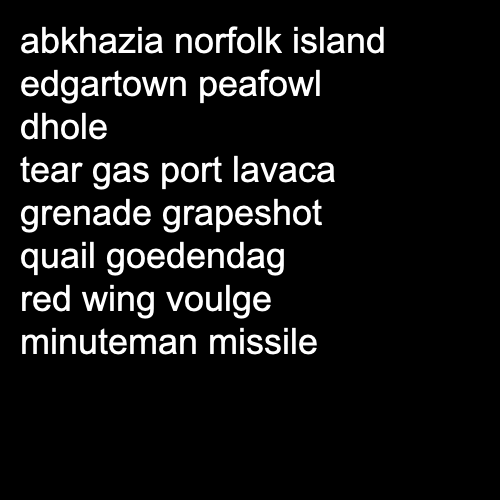 abkhazia norfolk island
edgartown peafowl
dhole
tear gas port lavaca
grenade grapeshot
quail goedendag
red wing voulge
minuteman missile